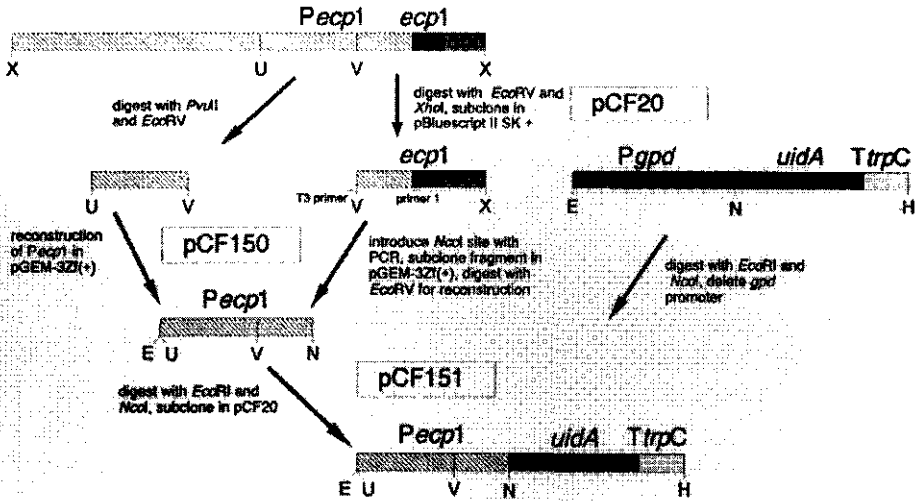 Pecp1 ecp1
X U V X
digest with PvuII
and EcoRV
digest with EcoRV and
XhoI, subclone in
pBluescript II SK +
pCF20
ecp1
Pgpd uidA TtrpC
U V
T3 primer V primer 1 X
E N H
reconstruction
of Pecp1 in
pGEM-3Zf(+)
pCF150
introduce NcoI site with
PCR, subclone fragment in
pGEM-3Zf(+), digest with
EcoRV for reconstruction
digest with EcoRI and
NcoI, delete gpd
promoter
Pecp1
E U V N
digest with EcoRI and
NcoI, subclone in pCF20
pCF151
Pecp1 uidA TtrpC
E U V N H